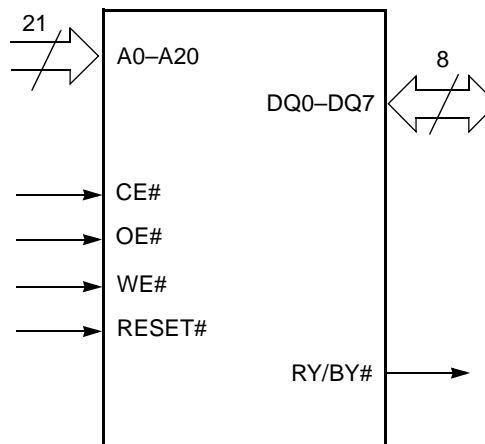 21
A0–A20
8
DQ0–DQ7
CE#
OE#
WE#
RESET#
RY/BY#